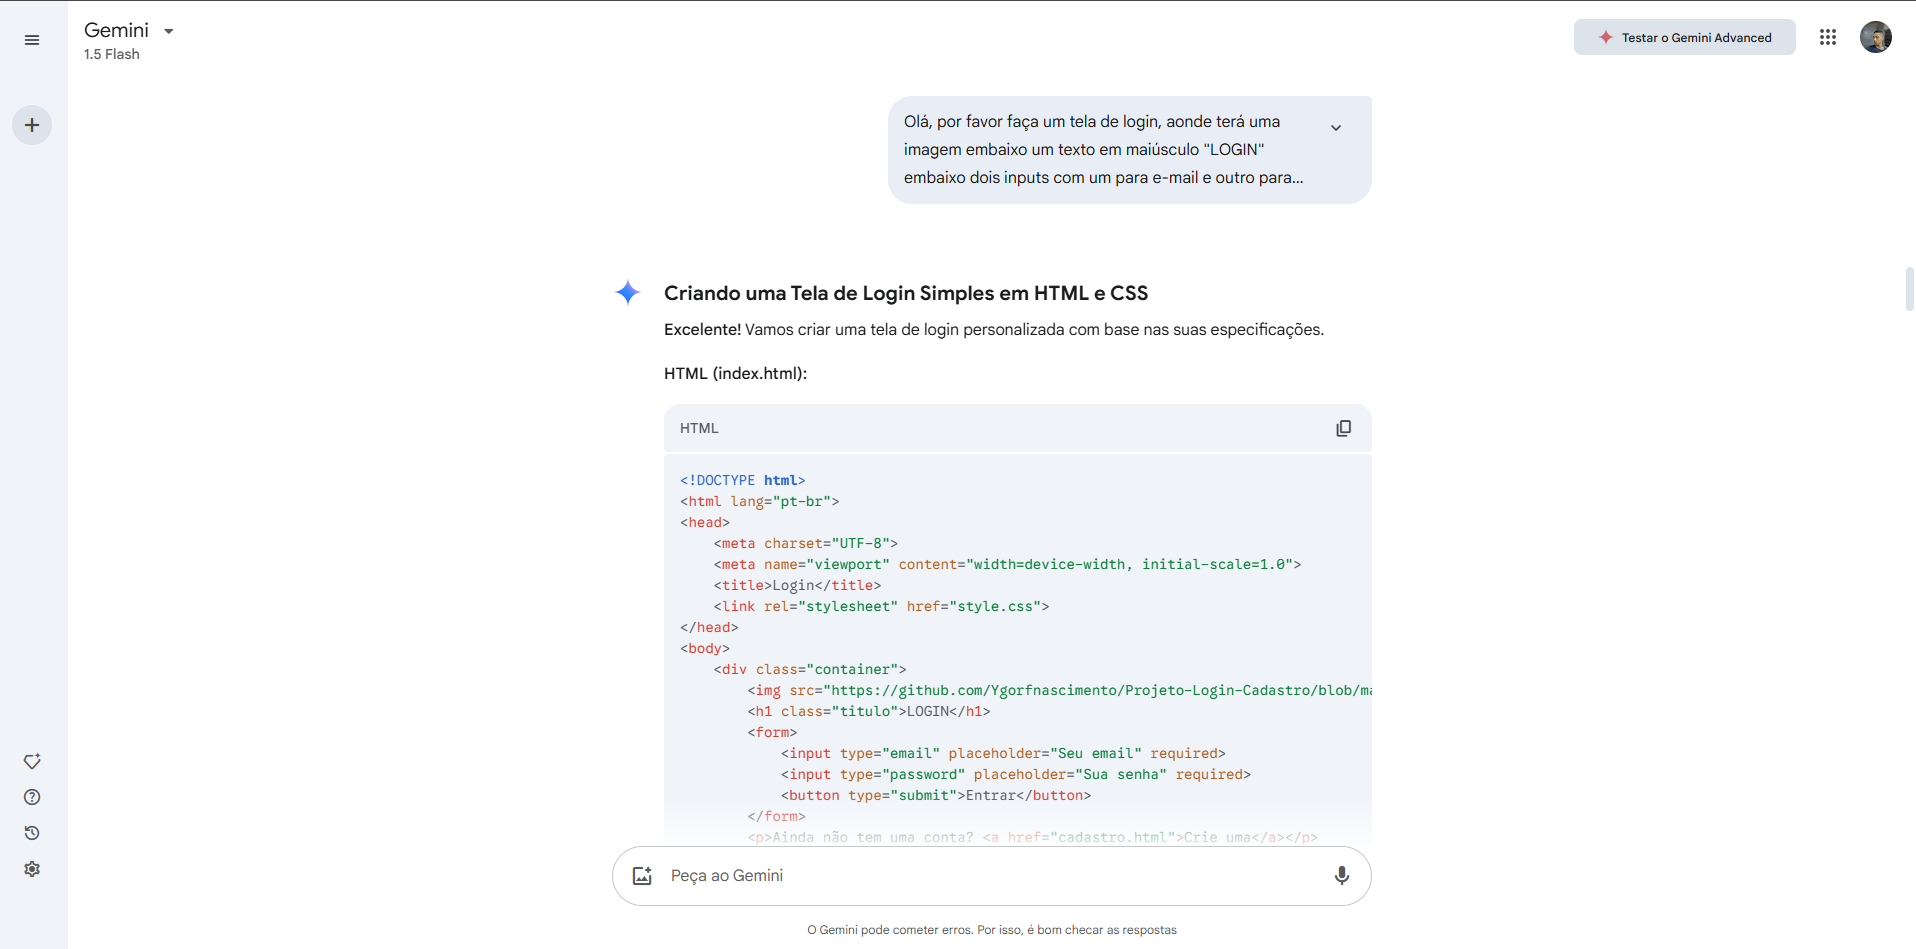 Gemini
1.5 Flash
Testar o Gemini Advanced
Olá, por favor faça um tela de login, aonde terá uma
imagem embaixo um texto em maiúsculo "LOGIN"
embaixo dois inputs com um para e-mail e outro para...
Criando uma Tela de Login Simples em HTML e CSS
Excelente! Vamos criar uma tela de login personalizada com base nas suas especificações.
HTML (index.html):
HTML
<!DOCTYPE html>
<html lang="pt-br">
<head>
    <meta charset="UTF-8">
    <meta name="viewport" content="width=device-width, initial-scale=1.0">
    <title>Login</title>
    <link rel="stylesheet" href="style.css">
</head>
<body>
    <div class="container">
        <img src="https://github.com/Ygorfnascimento/Projeto-Login-Cadastro/blob/ma
        <h1 class="titulo">LOGIN</h1>
        <form>
            <input type="email" placeholder="Seu email" required>
            <input type="password" placeholder="Sua senha" required>
            <button type="submit">Entrar</button>
        </form>
        <p>Ainda não tem uma conta? <a href="cadastro.html">Crie uma</a></p>
Peça ao Gemini
O Gemini pode cometer erros. Por isso, é bom checar as respostas